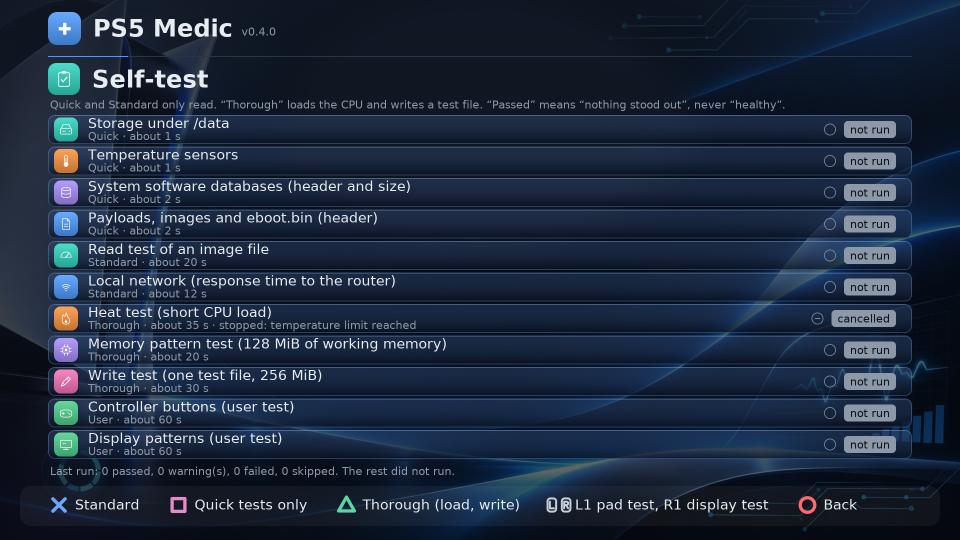 PS5 Medic v0.4.0
Self-test
Quick and Standard only read. “Thorough” loads the CPU and writes a test file. “Passed” means “nothing stood out”, never “healthy”.
Storage under /data
Quick · about 1 s
not run
Temperature sensors
Quick · about 1 s
not run
System software databases (header and size)
Quick · about 2 s
not run
Payloads, images and eboot.bin (header)
Quick · about 2 s
not run
Read test of an image file
Standard · about 20 s
not run
Local network (response time to the router)
Standard · about 12 s
not run
Heat test (short CPU load)
Thorough · about 35 s · stopped: temperature limit reached
cancelled
Memory pattern test (128 MiB of working memory)
Thorough · about 20 s
not run
Write test (one test file, 256 MiB)
Thorough · about 30 s
not run
Controller buttons (user test)
User · about 60 s
not run
Display patterns (user test)
User · about 60 s
not run
Last run: 0 passed, 0 warning(s), 0 failed, 0 skipped. The rest did not run.
Standard Quick tests only Thorough (load, write) L R L1 pad test, R1 display test Back